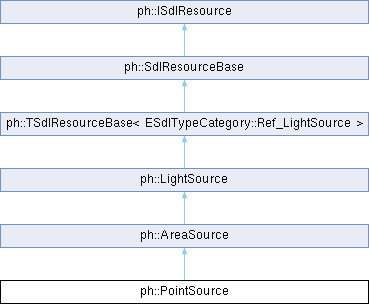 ph::ISdlResource
ph::SdlResourceBase
ph::TSdlResourceBase< ESdlTypeCategory::Ref_LightSource >
ph::LightSource
ph::AreaSource
ph::PointSource